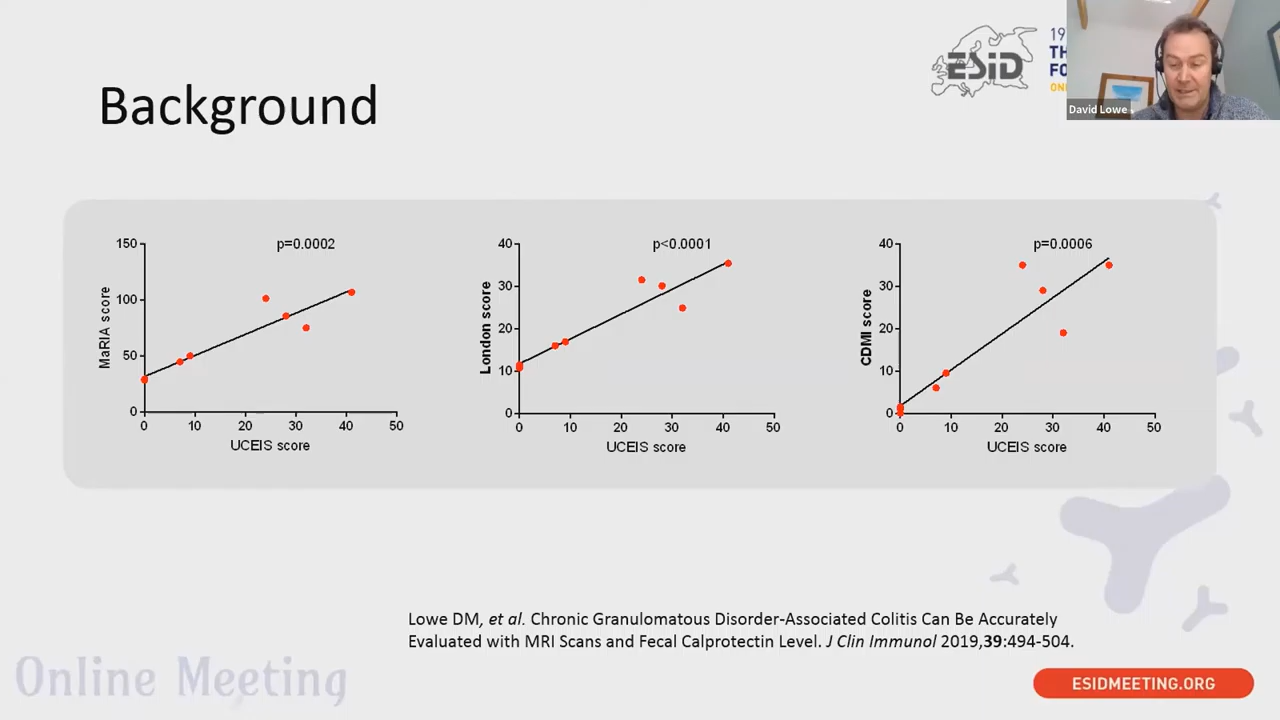 Background
ESiD
19
TH
FO
ON
David Lowe
p=0.0002
MaRIA score
150
100
50
0
0 10 20 30 40 50
UCEIS score
p<0.0001
London score
40
30
20
10
0
0 10 20 30 40 50
UCEIS score
p=0.0006
CDMI score
40
30
20
10
0
0 10 20 30 40 50
UCEIS score
Lowe DM, et al. Chronic Granulomatous Disorder-Associated Colitis Can Be Accurately
Evaluated with MRI Scans and Fecal Calprotectin Level. J Clin Immunol 2019,39:494-504.
Online Meeting
ESIDMEETING.ORG